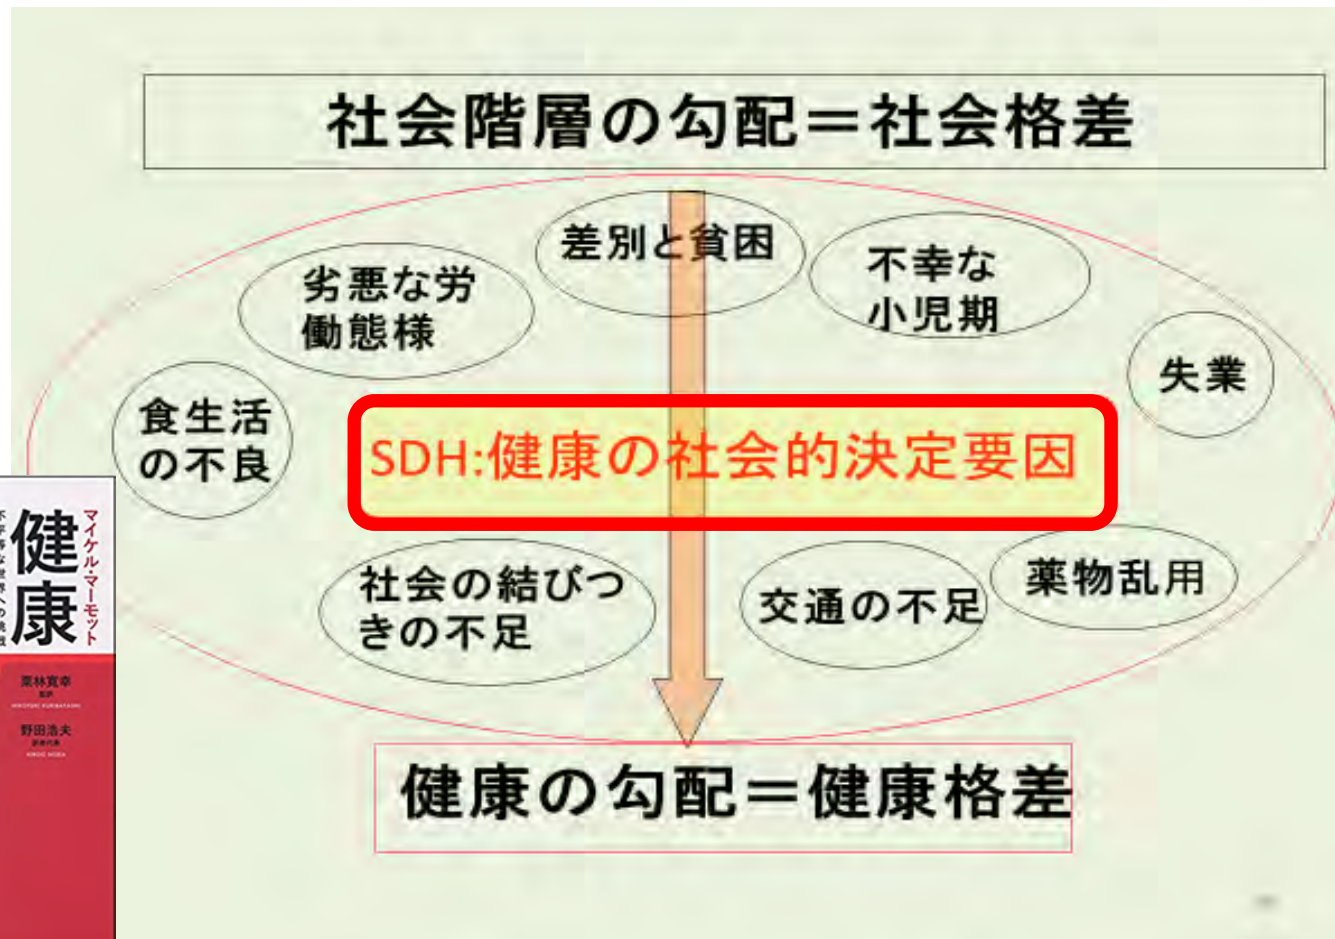 社会階層の勾配＝社会格差
差別と貧困
不幸な
小児期
劣悪な労
働態様
失業
食生活
の不良
SDH:健康の社会的決定要因
社会の結びつ
きの不足
交通の不足
薬物乱用
健康の勾配＝健康格差
マイケル・マーモット
健康
栗林寛幸
野田浩夫